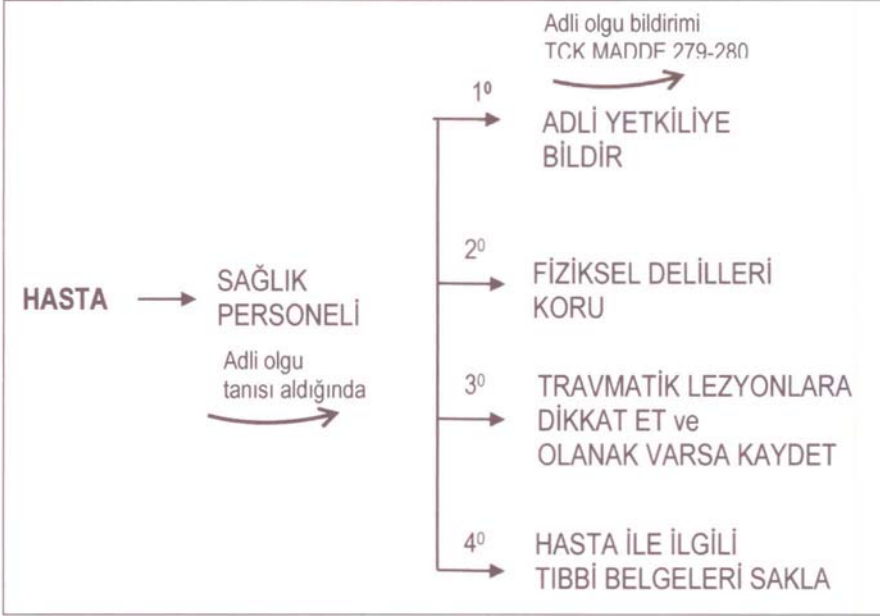 Adli olgu bildirimi
TCK MADDE 279-280
1⁰
ADLİ YETKİLİYE
BİLDİR
2⁰
FİZİKSEL DELİLLERİ
KORU
HASTA
SAĞLIK
PERSONELİ
Adli olgu
tanısı aldığında
3⁰
TRAVMATİK LEZYONLARA
DİKKAT ET ve
OLANAK VARSA KAYDET
4⁰
HASTA İLE İLGİLİ
TIBBİ BELGELERİ SAKLA